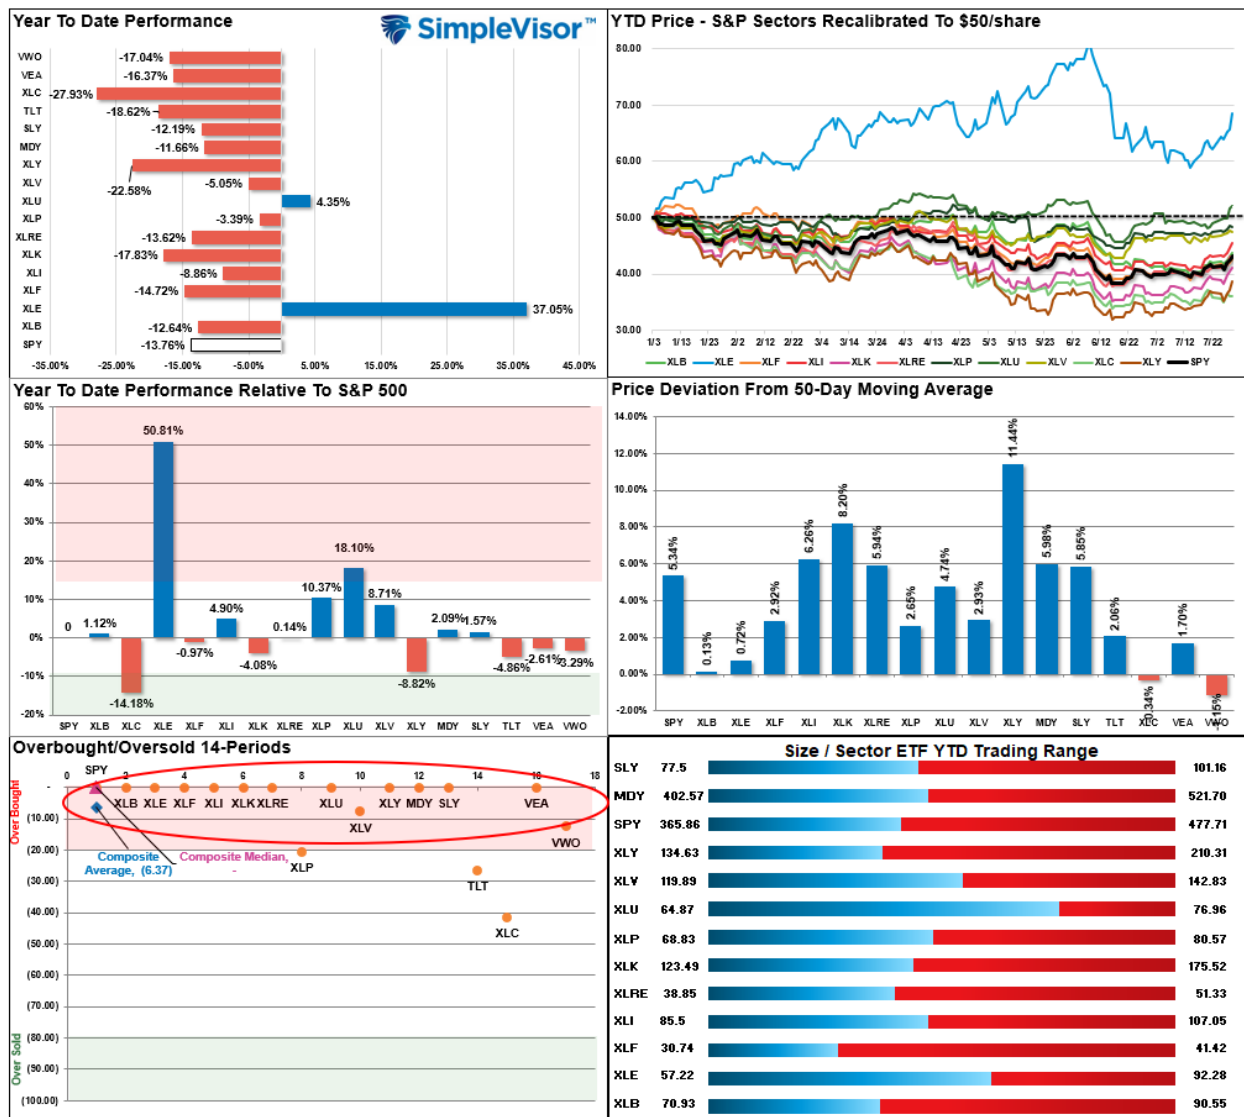 Year To Date Performance
SimpleVisor™
VWO -17.04%
VEA -16.37%
XLC -27.93%
TLT -18.62%
SLY -12.19%
MDY -11.66%
XLY -22.58%
XLV -5.05%
XLU 4.35%
XLP -3.39%
XLRE -13.62%
XLK -17.83%
XLI -8.86%
XLF -14.72%
XLE 37.05%
XLB -12.64%
SPY -13.76%
-35.00% -25.00% -15.00% -5.00% 5.00% 15.00% 25.00% 35.00% 45.00%
YTD Price - S&P Sectors Recalibrated To $50/share
80.00
70.00
60.00
50.00
40.00
30.00
1/3 1/13 1/23 2/2 2/12 2/22 3/4 3/14 3/24 4/3 4/13 4/23 5/3 5/13 5/23 6/2 6/12 6/22 7/2 7/12 7/22
XLB XLE XLF XLI XLK XLRE XLP XLU XLV XLC XLY SPY
Year To Date Performance Relative To S&P 500
60%
50%
40%
30%
20%
10%
0%
-10%
-20%
0 1.12% -14.18% 50.81% -0.97% 4.90% -4.08% 0.14% 10.37% 18.10% 8.71% -8.82% 2.09% 1.57% -4.86% -2.61% -3.29%
SPY XLB XLC XLE XLF XLI XLK XLRE XLP XLU XLV XLY MDY SLY TLT VEA VWO
Price Deviation From 50-Day Moving Average
14.00%
12.00%
10.00%
8.00%
6.00%
4.00%
2.00%
0.00%
-2.00%
5.34% 0.13% 0.72% 2.92% 6.26% 8.20% 5.94% 2.65% 4.74% 2.93% 11.44% 5.98% 5.85% 2.06% -0.34% 1.70% -1.15%
SPY XLB XLE XLF XLI XLK XLRE XLP XLU XLV XLY MDY SLY TLT XLC VEA VWO
Overbought/Oversold 14-Periods
0 2 4 6 8 10 12 14 16 18
Over Bought
Over Sold
-
(10.00)
(20.00)
(30.00)
(40.00)
(50.00)
(60.00)
(70.00)
(80.00)
(90.00)
(100.00)
SPY
XLB XLE XLF XLI XLK XLRE XLU XLY MDY SLY VEA
XLV
VWO
XLP
TLT
XLC
Composite Average, (6.37)
Composite Median, -
Size / Sector ETF YTD Trading Range
SLY 77.5 101.16
MDY 402.57 521.70
SPY 365.86 477.71
XLY 134.63 210.31
XLV 119.89 142.83
XLU 64.87 76.96
XLP 68.83 80.57
XLK 123.49 175.52
XLRE 38.85 51.33
XLI 85.5 107.05
XLF 30.74 41.42
XLE 57.22 92.28
XLB 70.93 90.55